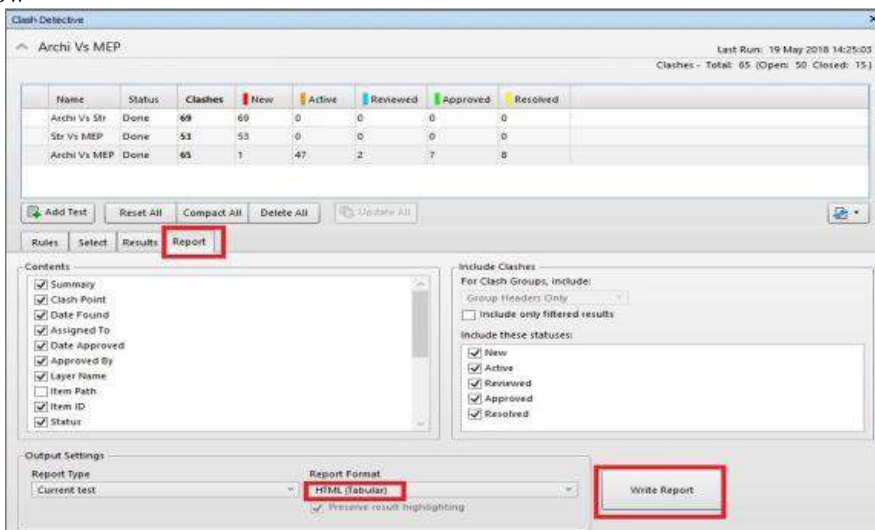 Clash Detective
Archi Vs MEP
Last Run: 19 May 2018 14:25:03
Clashes - Total: 65 (Open: 50 Closed: 15)
Name Status Clashes New Active Reviewed Approved Resolved
Archi Vs Str Done 69 69 0 0 0 0
Str Vs MEP Done 53 53 0 0 0 0
Archi Vs MEP Done 65 1 47 2 7 8
Add Test Reset All Compact All Delete All Update All
Rules Select Results Report
Contents
Summary
Clash Point
Date Found
Assigned To
Date Approved
Approved By
Layer Name
Item Path
Item ID
Status
Include Clashes
For Clash Groups, include:
Group Headers Only
Include only filtered results
Include these statuses:
New
Active
Reviewed
Approved
Resolved
Output Settings
Report Type
Current test
Report Format
HTML (Tabular)
Preserve result highlighting
Write Report